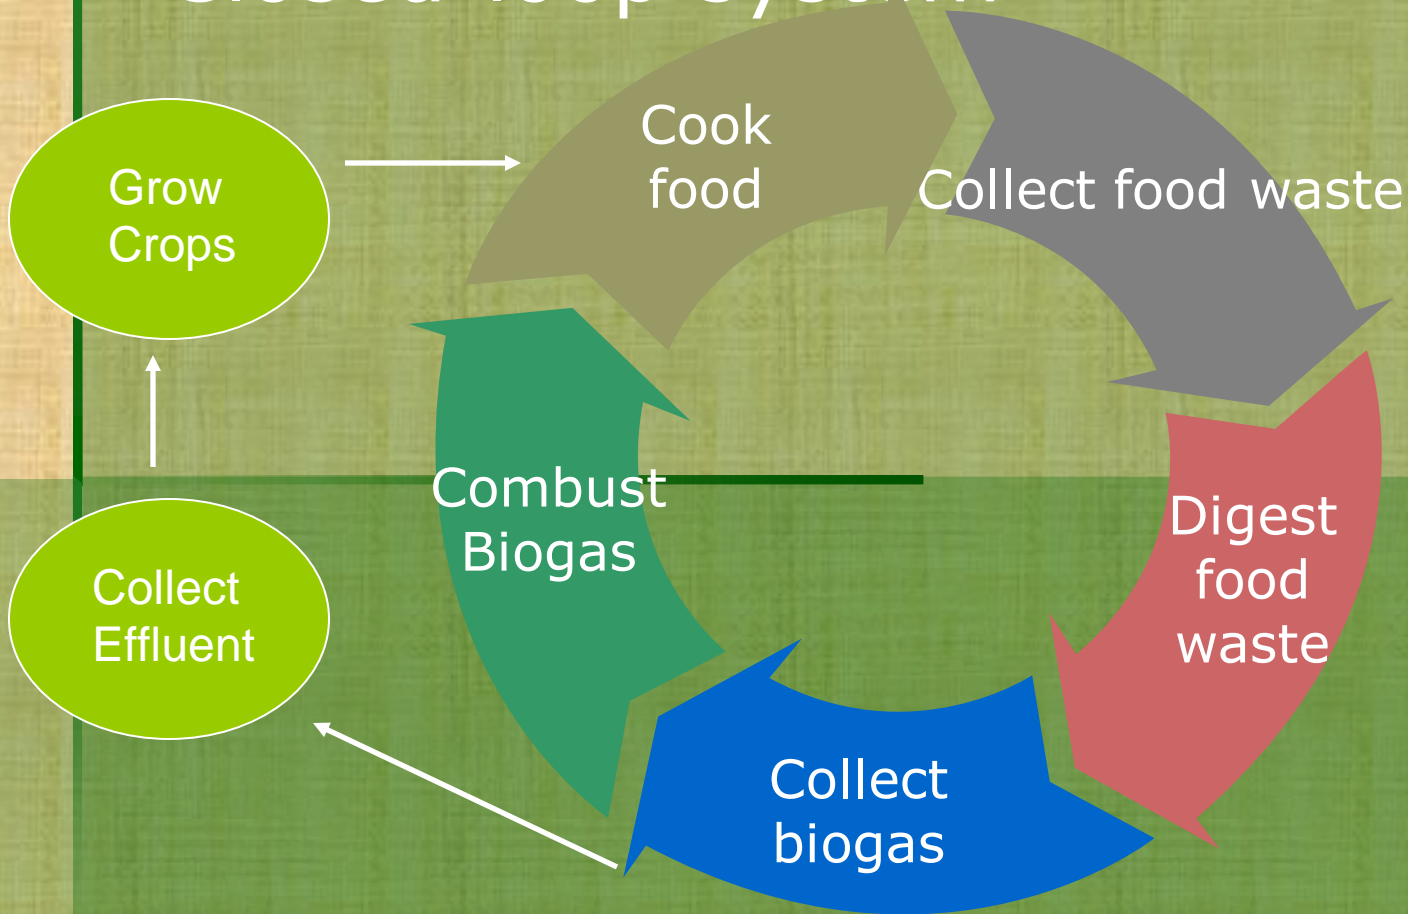 Cook
food
Collect food waste
Grow
Crops
Combust
Biogas
Digest
food
waste
Collect
Effluent
Collect
biogas